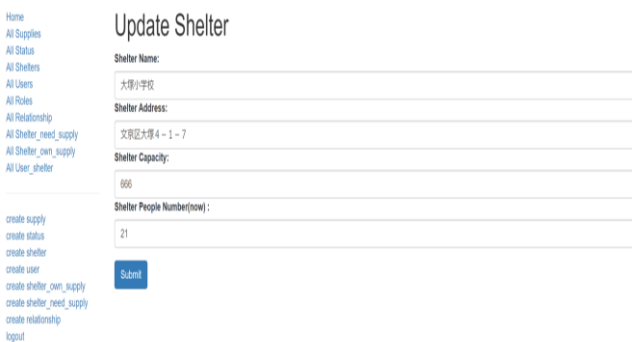 Home
All Supplies
All Status
All Shelters
All Users
All Roles
All Relationship
All Shelter_need_supply
All Shelter_own_supply
All User_shelter
create supply
create status
create shelter
create user
create shelter_own_supply
create shelter_need_supply
create relationship
logout
Update Shelter
Shelter Name:
大塚小学校
Shelter Address:
文京区大塚４－１－７
Shelter Capacity:
666
Shelter People Number(now) :
21
Submit